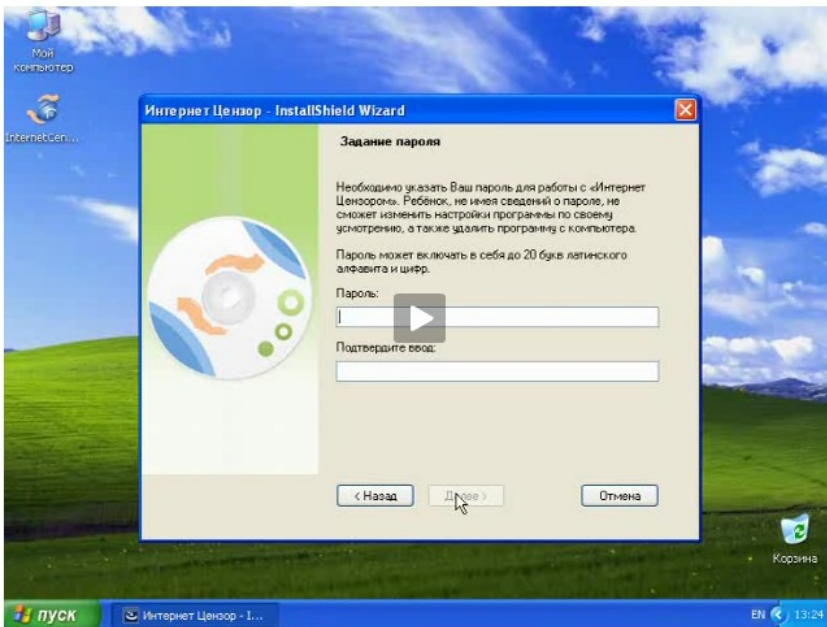 Мой
компьютер
InternetCen...
Интернет Цензор - InstallShield Wizard
Задание пароля
Необходимо указать Ваш пароль для работы с «Интернет
Цензором». Ребёнок, не имея сведений о пароле, не
сможет изменить настройки программы по своему
усмотрению, а также удалить программу с компьютера.
Пароль может включать в себя до 20 букв латинского
алфавита и цифр.
Пароль:
Подтвердите ввод:
< Назад
Далее >
Отмена
Корзина
пуск
Интернет Цензор - I...
EN
13:24